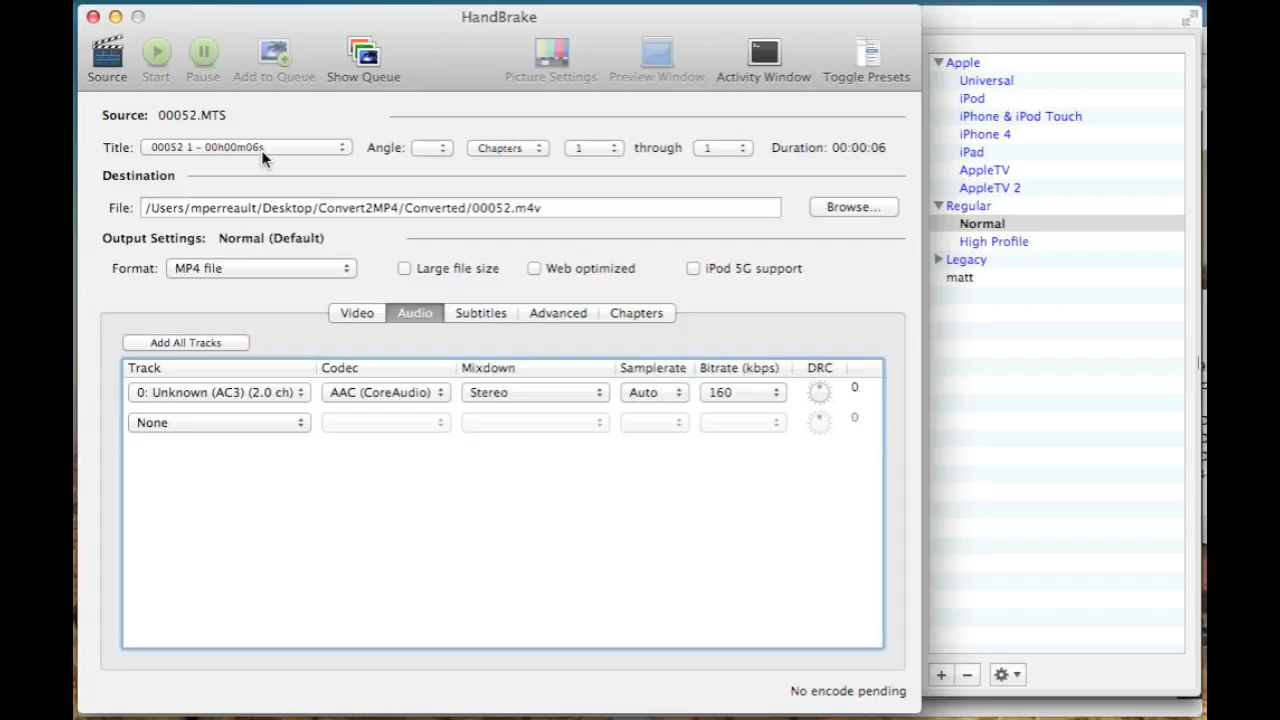 HandBrake
Source Start Pause Add to Queue Show Queue Picture Settings Preview Window Activity Window Toggle Presets
Source: 00052.MTS
Title: 00052 1 - 00h00m06s Angle: Chapters 1 through 1 Duration: 00:00:06
Destination
File: /Users/mperreault/Desktop/Convert2MP4/Converted/00052.m4v Browse...
Output Settings: Normal (Default)
Format: MP4 file Large file size Web optimized iPod 5G support
Video Audio Subtitles Advanced Chapters
Add All Tracks
Track Codec Mixdown Samplerate Bitrate (kbps) DRC
0: Unknown (AC3) (2.0 ch) AAC (CoreAudio) Stereo Auto 160 0
None 0
No encode pending
Apple
Universal
iPod
iPhone & iPod Touch
iPhone 4
iPad
AppleTV
AppleTV 2
Regular
Normal
High Profile
Legacy
matt